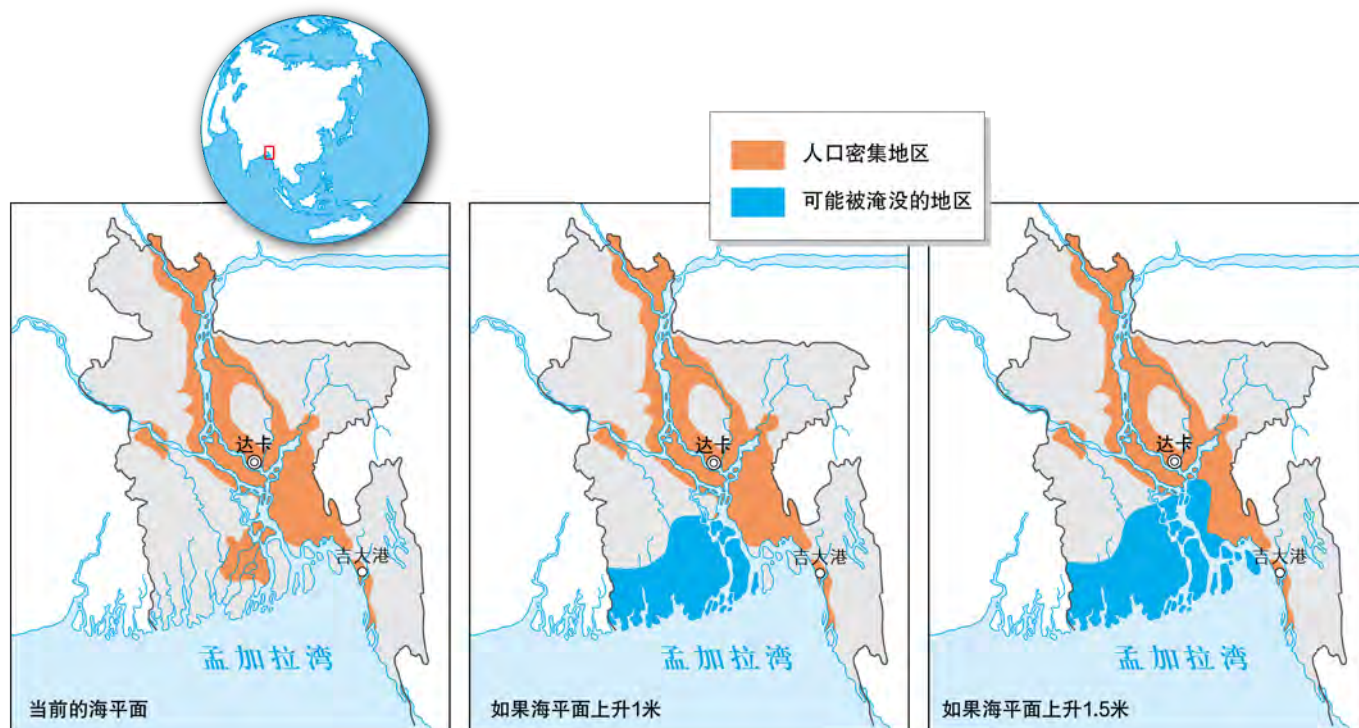 人口密集地区
可能被淹没的地区
达卡
吉大港
孟加拉湾
当前的海平面
达卡
吉大港
孟加拉湾
如果海平面上升1米
达卡
吉大港
孟加拉湾
如果海平面上升1.5米